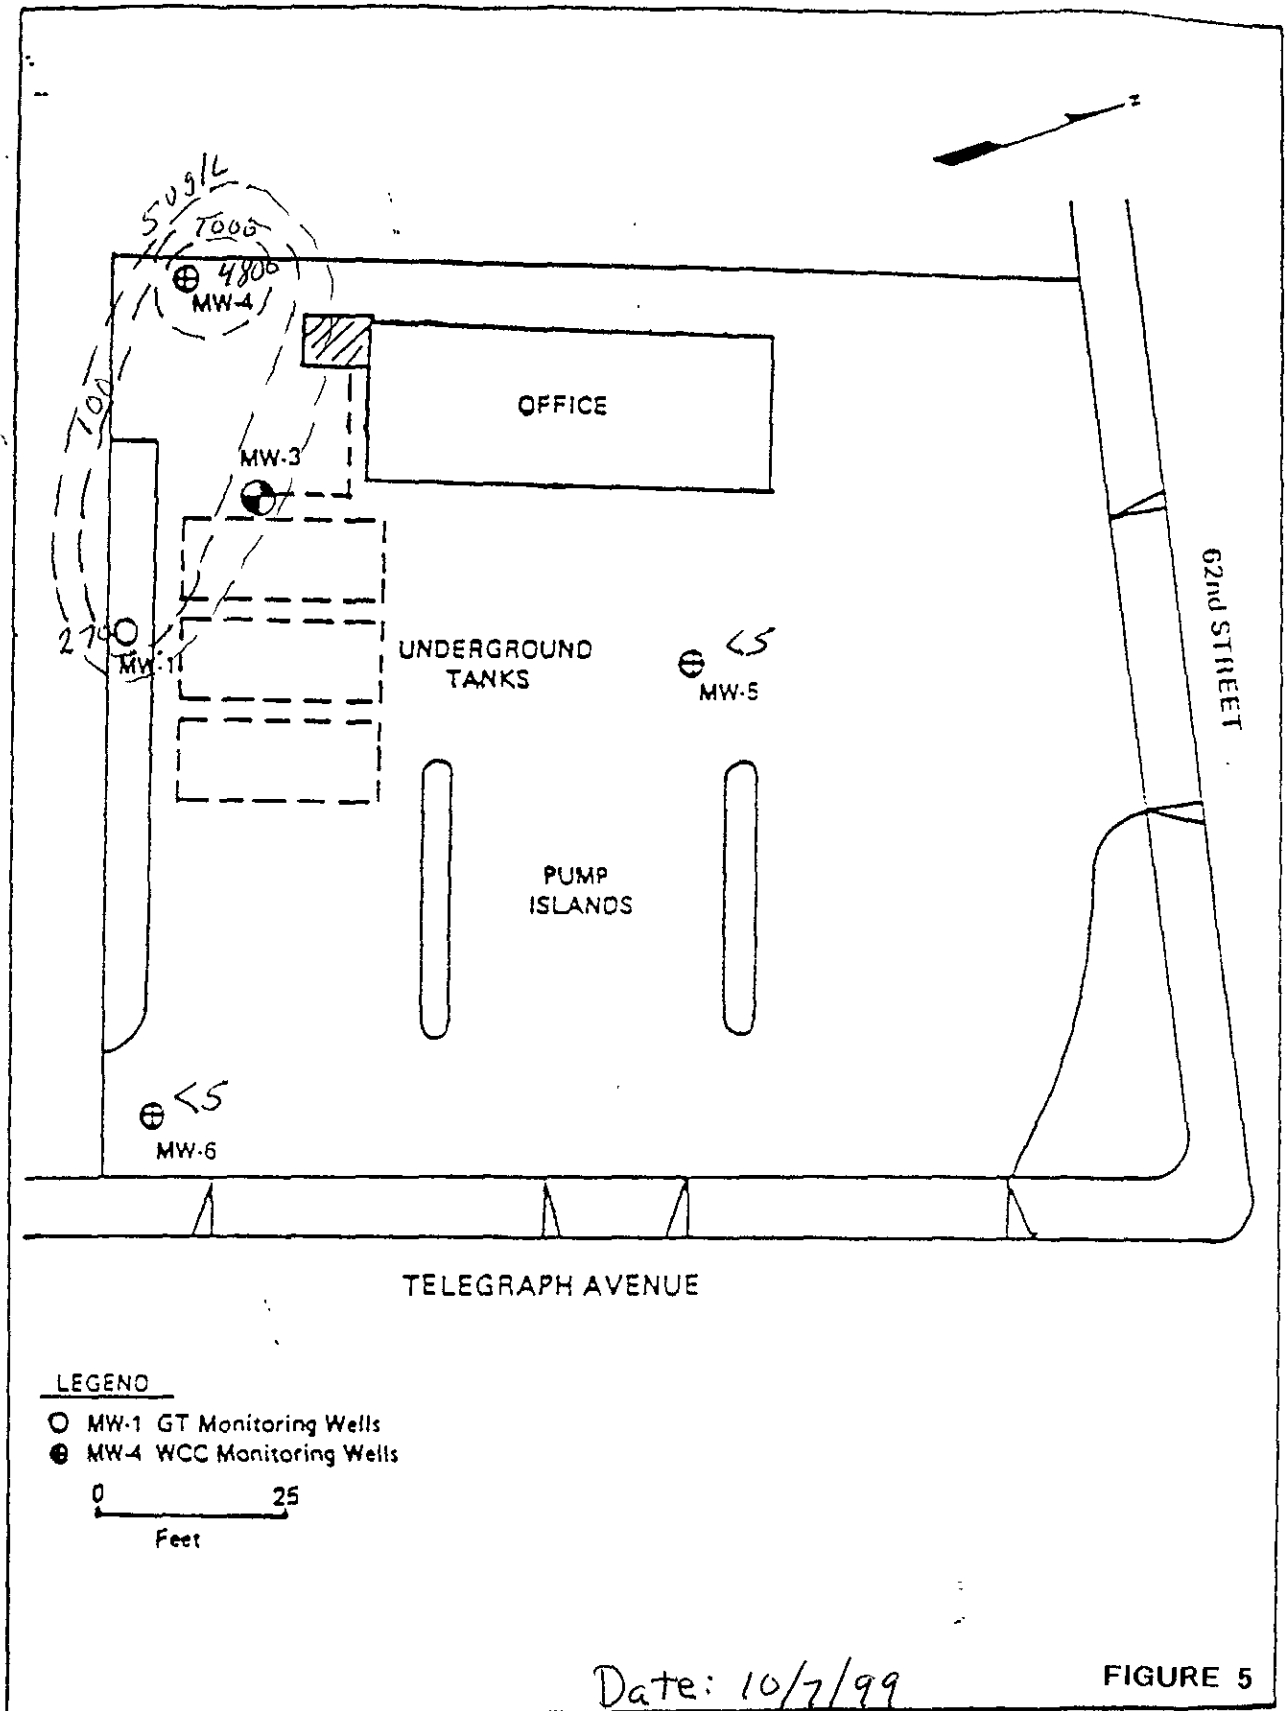 N
5 ug/L
1000
4800
MW-4
100
OFFICE
MW-3
270
MW-1
UNDERGROUND
TANKS
<5
MW-5
62nd STREET
PUMP
ISLANDS
<5
MW-6
TELEGRAPH AVENUE
LEGEND
MW-1 GT Monitoring Wells
MW-4 WCC Monitoring Wells
0 25
Feet
Date: 10/7/99
FIGURE 5